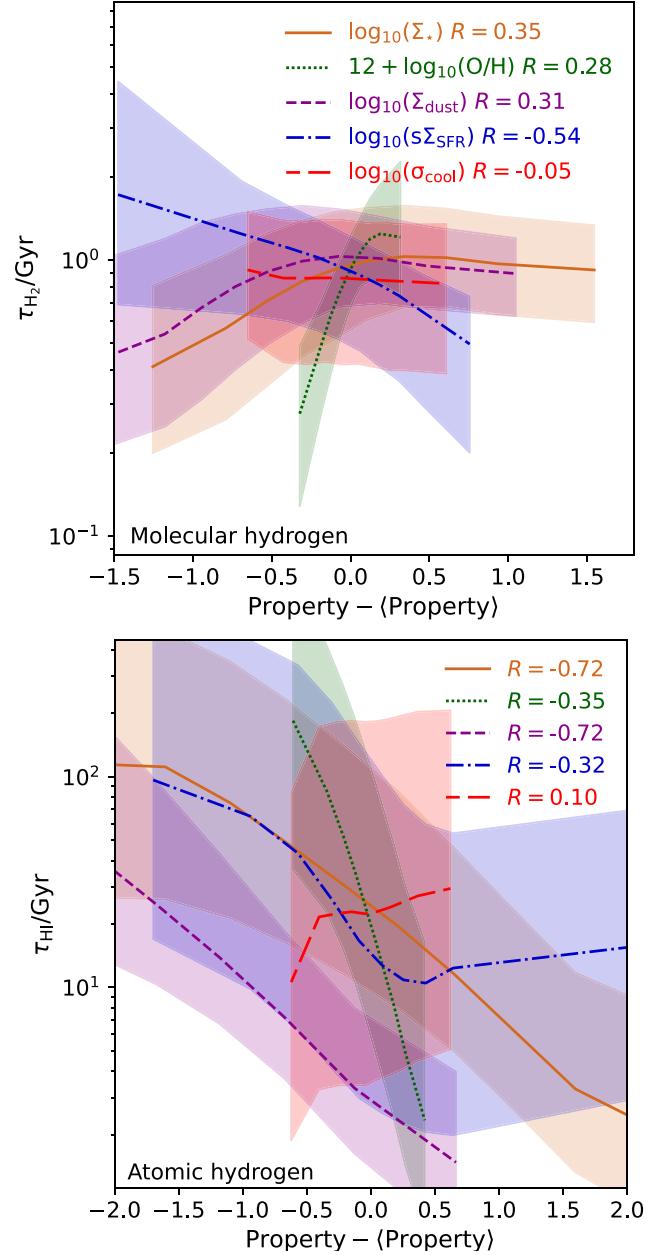 log₁₀(Σ⋆) R = 0.35
12 + log₁₀(O/H) R = 0.28
log₁₀(Σdust) R = 0.31
log₁₀(sΣSFR) R = -0.54
log₁₀(σcool) R = -0.05
10⁰
τH₂/Gyr
10⁻¹
Molecular hydrogen
−1.5 −1.0 −0.5 0.0 0.5 1.0 1.5
Property − ⟨Property⟩
R = -0.72
R = -0.35
R = -0.72
R = -0.32
R = 0.10
10²
τHI/Gyr
10¹
Atomic hydrogen
−2.0 −1.5 −1.0 −0.5 0.0 0.5 1.0 1.5 2.0
Property − ⟨Property⟩